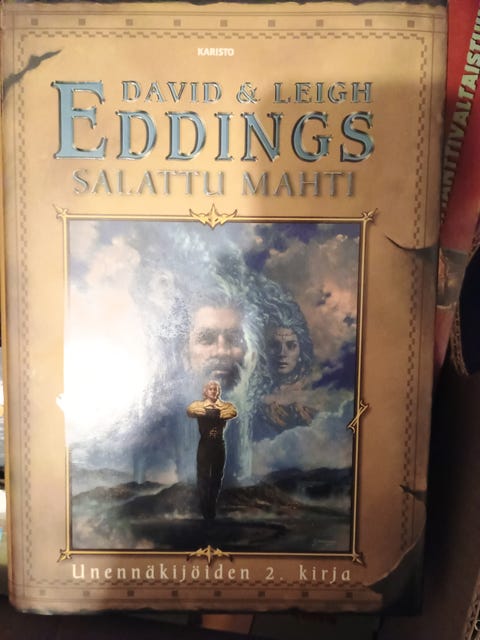 KARISTO
DAVID & LEIGH
EDDINGS
SALATTU MAHTI
Unennäkijöiden 2. kirja